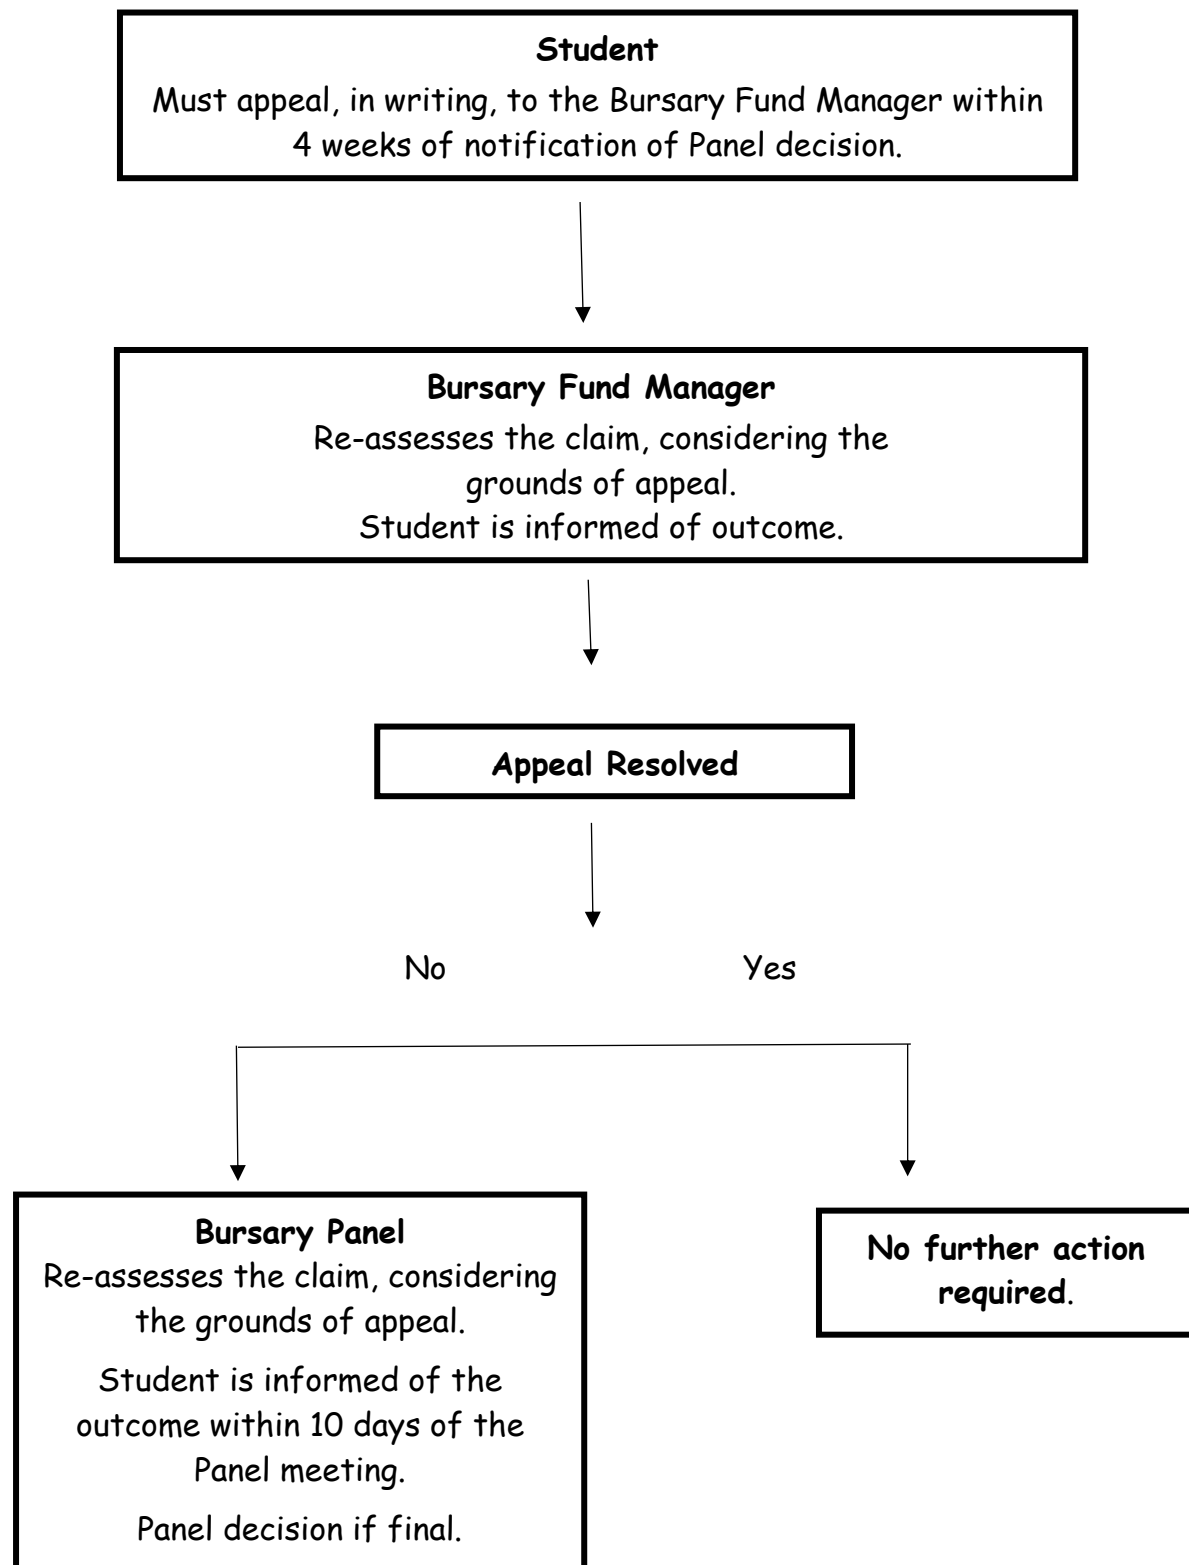 Student
Must appeal, in writing, to the Bursary Fund Manager within
4 weeks of notification of Panel decision.
Bursary Fund Manager
Re-assesses the claim, considering the
grounds of appeal.
Student is informed of outcome.
Appeal Resolved
No
Yes
Bursary Panel
Re-assesses the claim, considering
the grounds of appeal.
Student is informed of the
outcome within 10 days of the
Panel meeting.
Panel decision if final.
No further action
required.